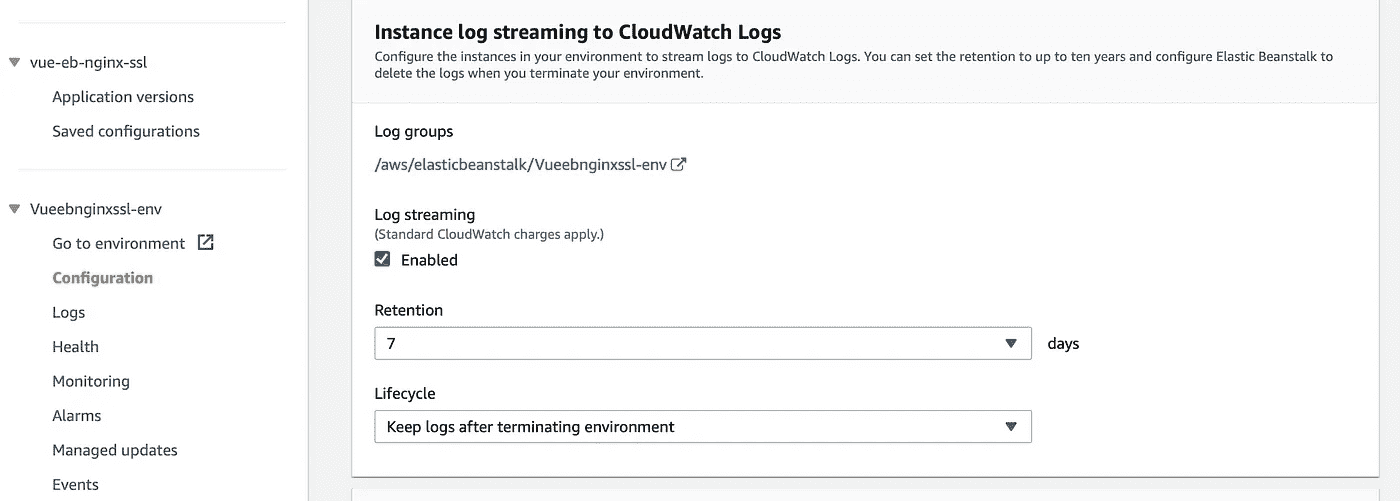 vue-eb-nginx-ssl
Application versions
Saved configurations
Vueebnginxssl-env
Go to environment
Configuration
Logs
Health
Monitoring
Alarms
Managed updates
Events
Instance log streaming to CloudWatch Logs
Configure the instances in your environment to stream logs to CloudWatch Logs. You can set the retention to up to ten years and configure Elastic Beanstalk to
delete the logs when you terminate your environment.
Log groups
/aws/elasticbeanstalk/Vueebnginxssl-env
Log streaming
(Standard CloudWatch charges apply.)
Enabled
Retention
7 days
Lifecycle
Keep logs after terminating environment